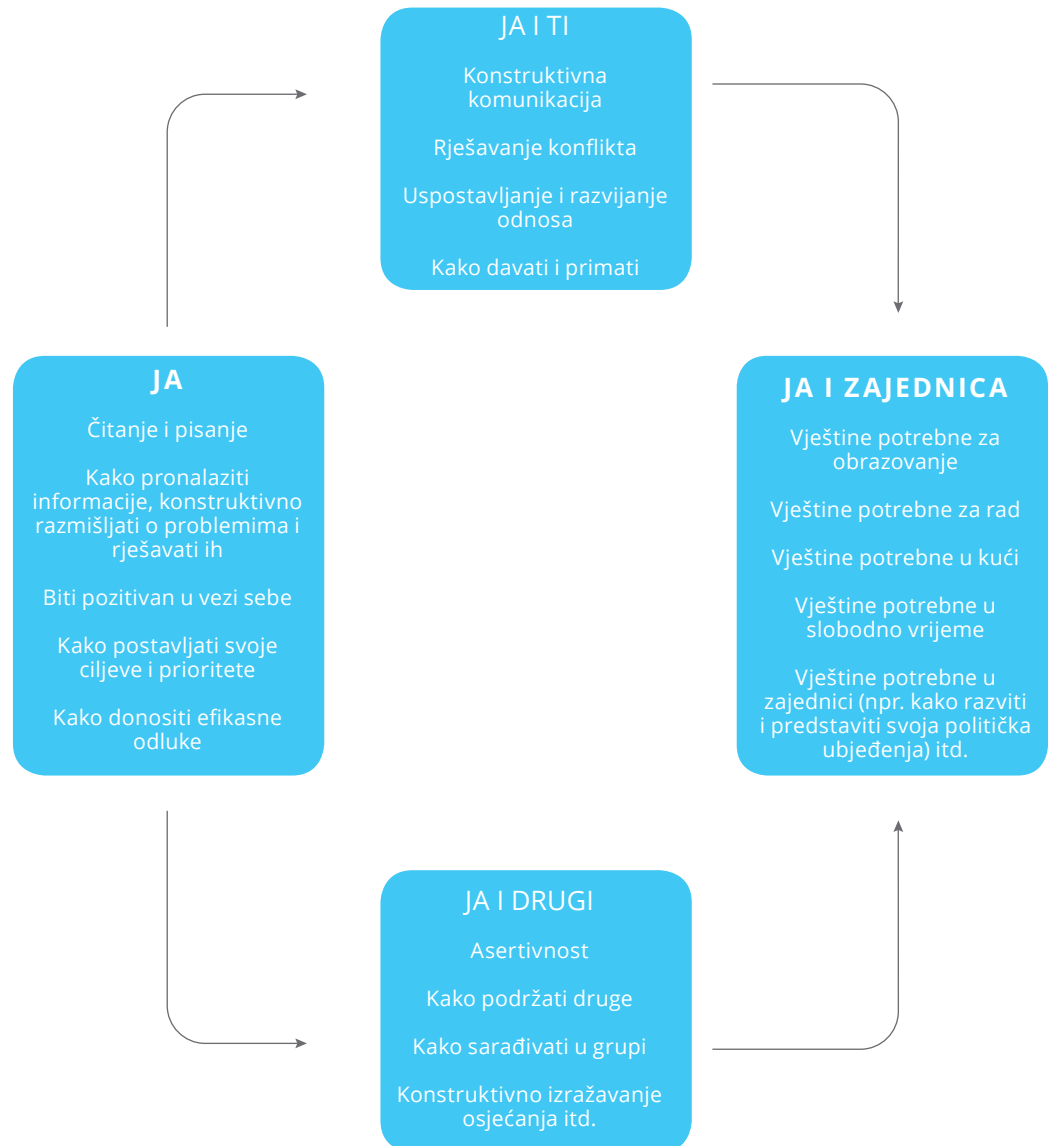 JA I TI
Konstruktivna
komunikacija
Rješavanje konflikta
Uspostavljanje i razvijanje
odnosa
Kako davati i primati
JA
Čitanje i pisanje
Kako pronalaziti
informacije, konstruktivno
razmišljati o problemima i
rješavati ih
Biti pozitivan u vezi sebe
Kako postavljati svoje
ciljeve i prioritete
Kako donositi efikasne
odluke
JA I ZAJEDNICA
Vještine potrebne za
obrazovanje
Vještine potrebne za rad
Vještine potrebne u kući
Vještine potrebne u
slobodno vrijeme
Vještine potrebne u
zajednici (npr. kako razviti
i predstaviti svoja politička
ubjeđenja) itd.
JA I DRUGI
Asertivnost
Kako podržati druge
Kako sarađivati u grupi
Konstruktivno izražavanje
osjećanja itd.